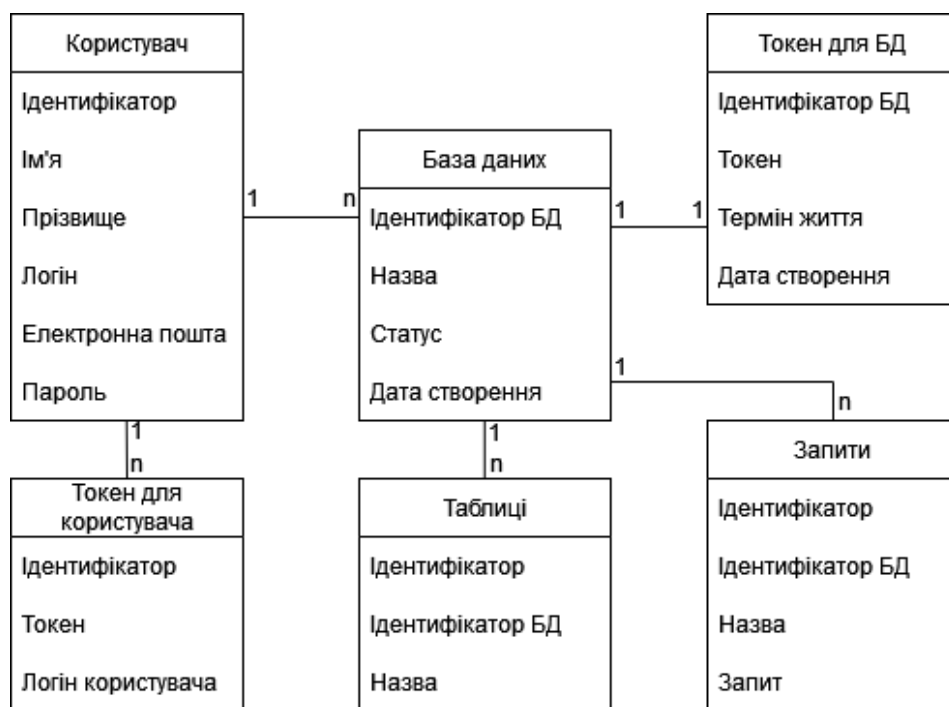 Користувач
Ідентифікатор
Ім'я
Прізвище
Логін
Електронна пошта
Пароль
1
n
1
n
База даних
Ідентифікатор БД
Назва
Статус
Дата створення
1
1
Токен для БД
Ідентифікатор БД
Токен
Термін життя
Дата створення
1
n
1
n
Токен для
користувача
Ідентифікатор
Токен
Логін користувача
Таблиці
Ідентифікатор
Ідентифікатор БД
Назва
Запити
Ідентифікатор
Ідентифікатор БД
Назва
Запит